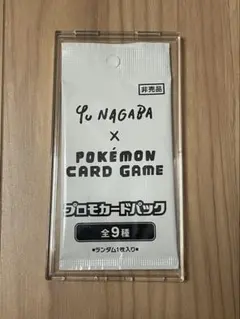 非売品
YU NAGABA
×
POKÉMON
CARD GAME
プロモカードパック
全9種
●ランダム1枚入り●